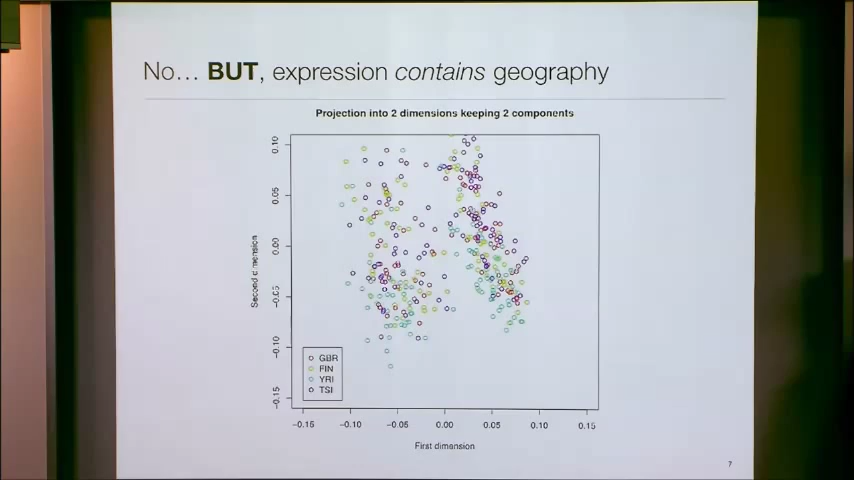 No... BUT, expression contains geography
Projection into 2 dimensions keeping 2 components
0.10
0.05
0.00
-0.05
-0.10
-0.15
Second dimension
GBR
FIN
YRI
TSI
-0.15 -0.10 -0.05 0.00 0.05 0.10 0.15
First dimension
7